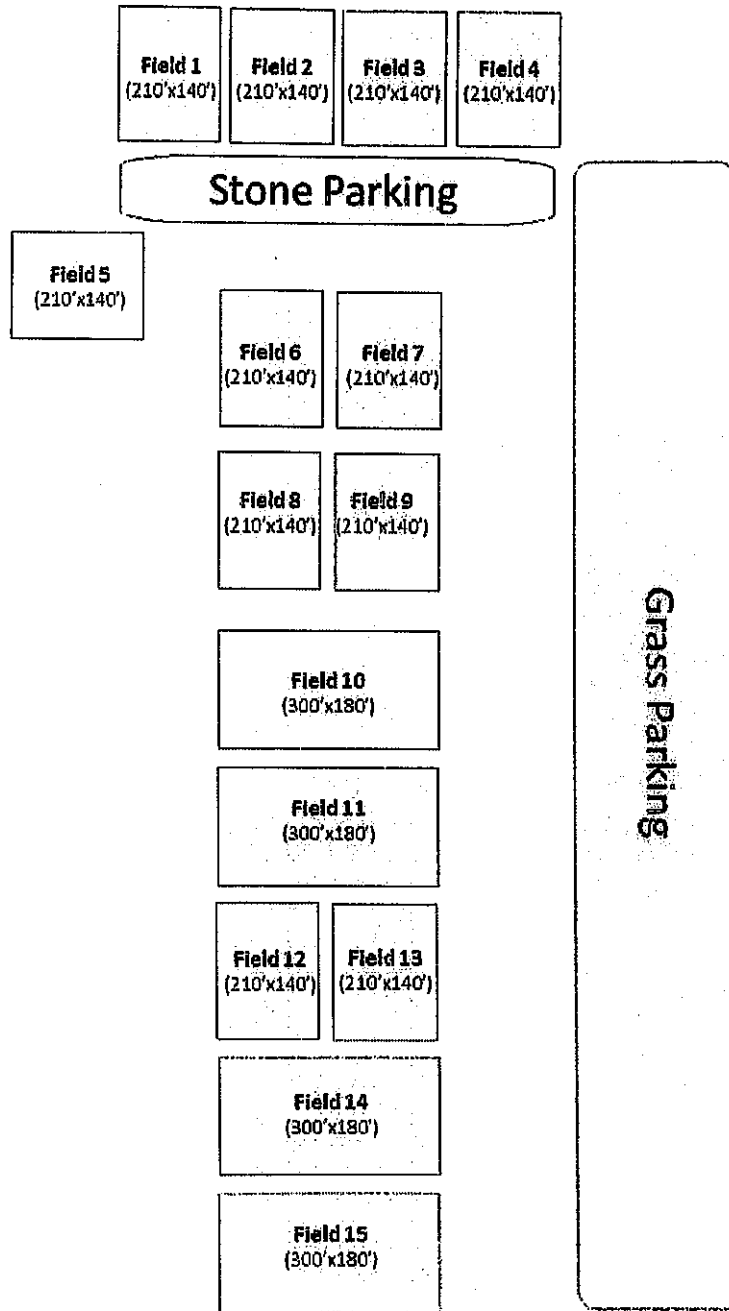 Field 1
(210'x140')
Field 2
(210'x140')
Field 3
(210'x140')
Field 4
(210'x140')
Stone Parking
Field 5
(210'x140')
Field 6
(210'x140')
Field 7
(210'x140')
Field 8
(210'x140')
Field 9
(210'x140')
Field 10
(300'x180')
Field 11
(300'x180')
Field 12
(210'x140')
Field 13
(210'x140')
Field 14
(300'x180')
Field 15
(300'x180')
Grass Parking